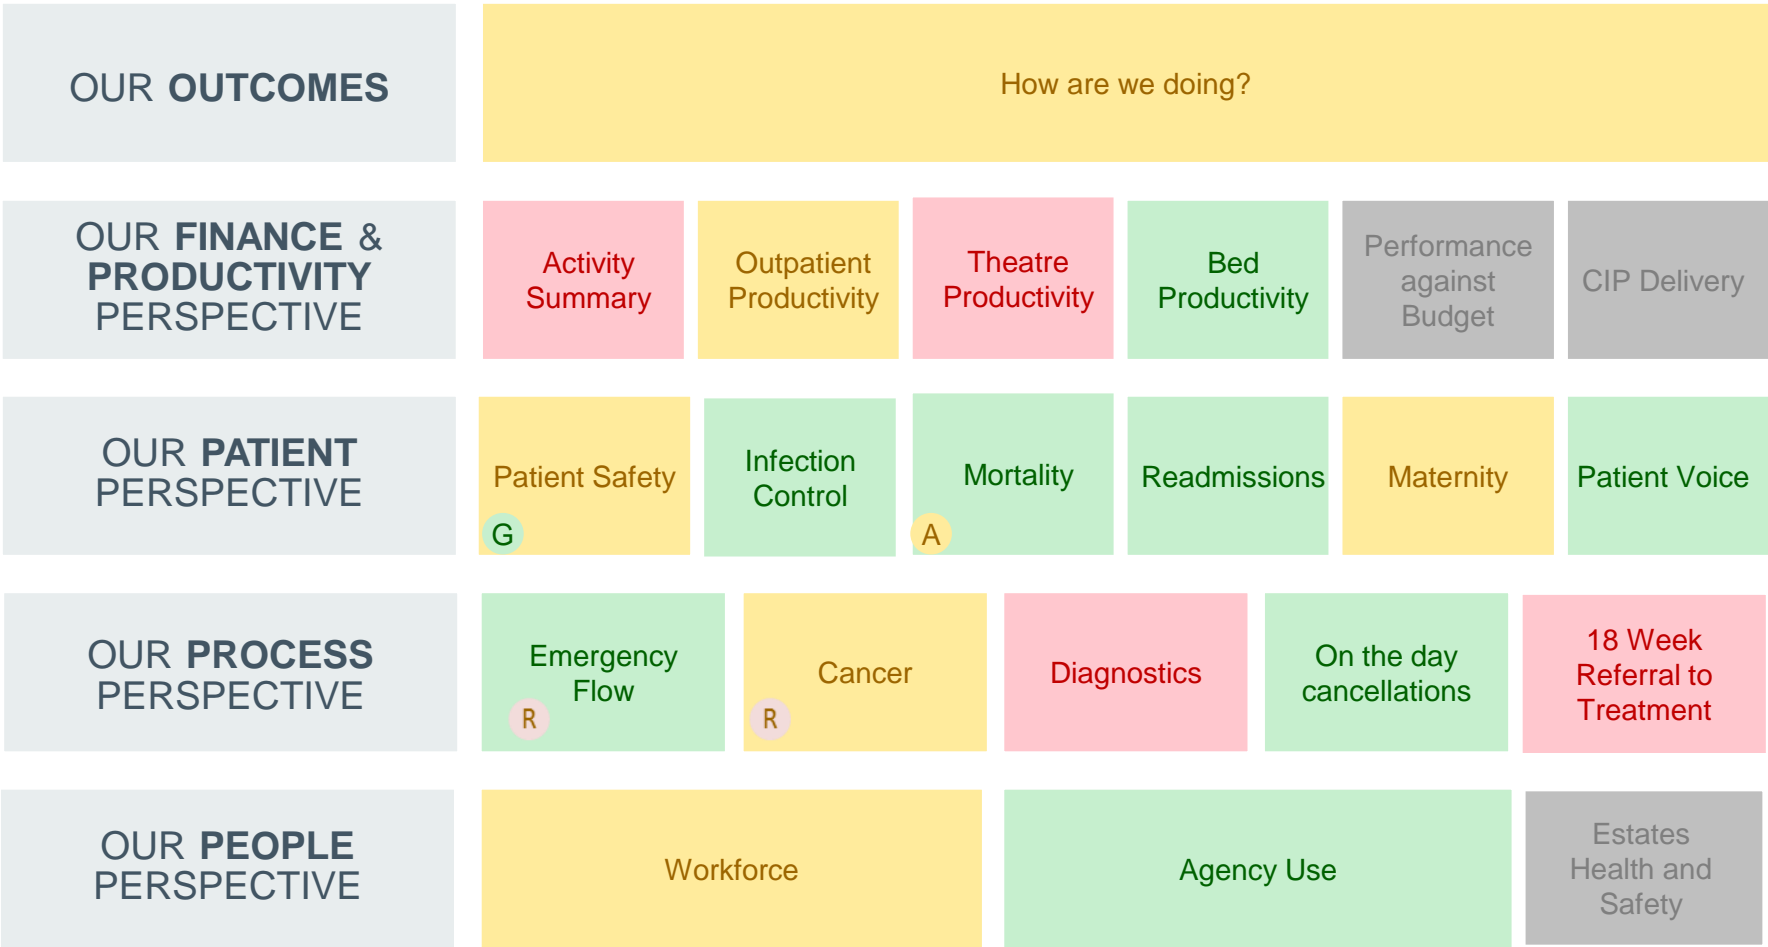 OUR OUTCOMES
How are we doing?
OUR FINANCE &
PRODUCTIVITY
PERSPECTIVE
Activity
Summary
Outpatient
Productivity
Theatre
Productivity
Bed
Productivity
Performance
against
Budget
CIP Delivery
OUR PATIENT
PERSPECTIVE
Patient Safety
G
Infection
Control
Mortality
A
Readmissions
Maternity
Patient Voice
OUR PROCESS
PERSPECTIVE
Emergency
Flow
R
Cancer
R
Diagnostics
On the day
cancellations
18 Week
Referral to
Treatment
OUR PEOPLE
PERSPECTIVE
Workforce
Agency Use
Estates
Health and
Safety